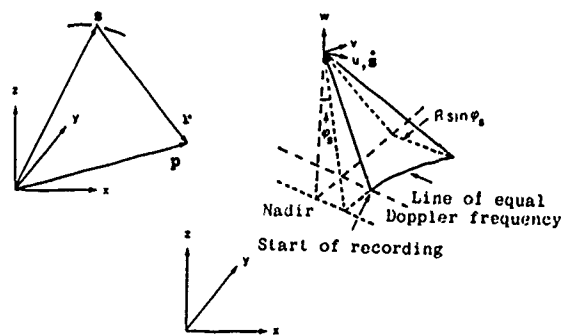 s
z
y
r
p
x
w
v
u, ṡ
R sin φs
φs
Nadir
Line of equal
Doppler frequency
Start of recording
z
y
x